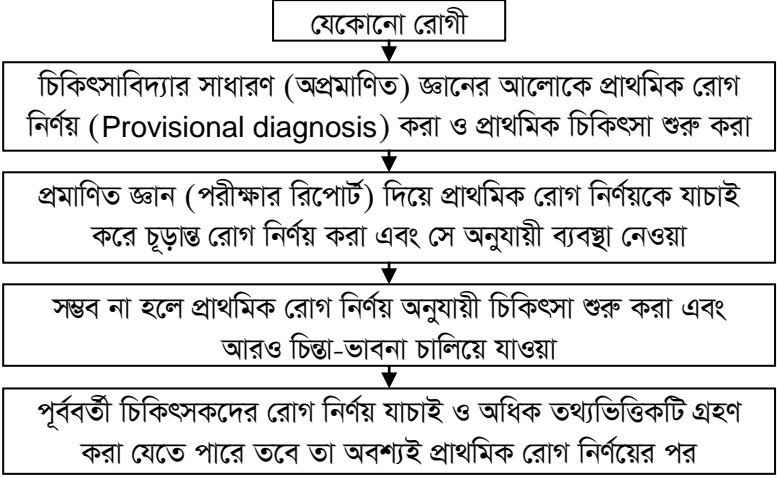 যেকোনো রোগী
চিকিৎসাবিদ্যার সাধারণ (অপ্রমাণিত) জ্ঞানের আলোকে প্রাথমিক রোগ
নির্ণয় (Provisional diagnosis) করা ও প্রাথমিক চিকিৎসা শুরু করা
প্রমাণিত জ্ঞান (পরীক্ষার রিপোর্ট) দিয়ে প্রাথমিক রোগ নির্ণয়কে যাচাই
করে চূড়ান্ত রোগ নির্ণয় করা এবং সে অনুযায়ী ব্যবস্থা নেওয়া
সম্ভব না হলে প্রাথমিক রোগ নির্ণয় অনুযায়ী চিকিৎসা শুরু করা এবং
আরও চিন্তা-ভাবনা চালিয়ে যাওয়া
পূর্ববর্তী চিকিৎসকদের রোগ নির্ণয় যাচাই ও অধিক তথ্যভিত্তিকটি গ্রহণ
করা যেতে পারে তবে তা অবশ্যই প্রাথমিক রোগ নির্ণয়ের পর